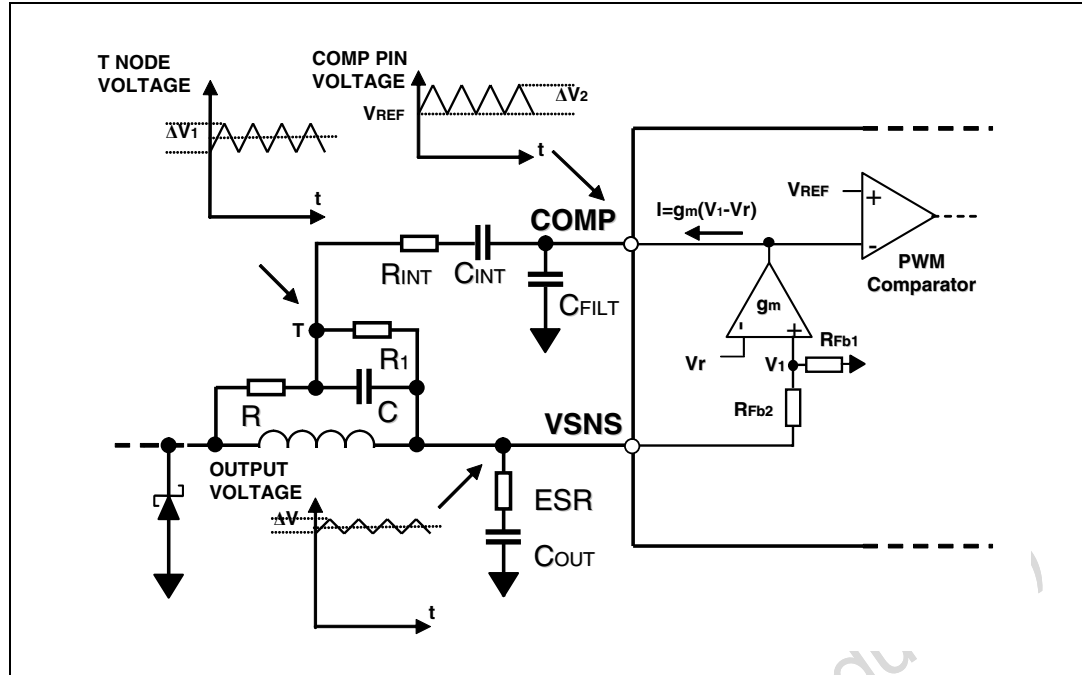 T NODE
VOLTAGE
ΔV1
t
COMP PIN
VOLTAGE
VREF
ΔV2
t
COMP
I=gm(V1-Vr)
VREF
+
-
PWM
Comparator
RINT
CINT
CFILT
gm
-
+
T
R1
Vr
V1
RFb1
R
C
VSNS
RFb2
OUTPUT
VOLTAGE
ΔV
t
ESR
COUT